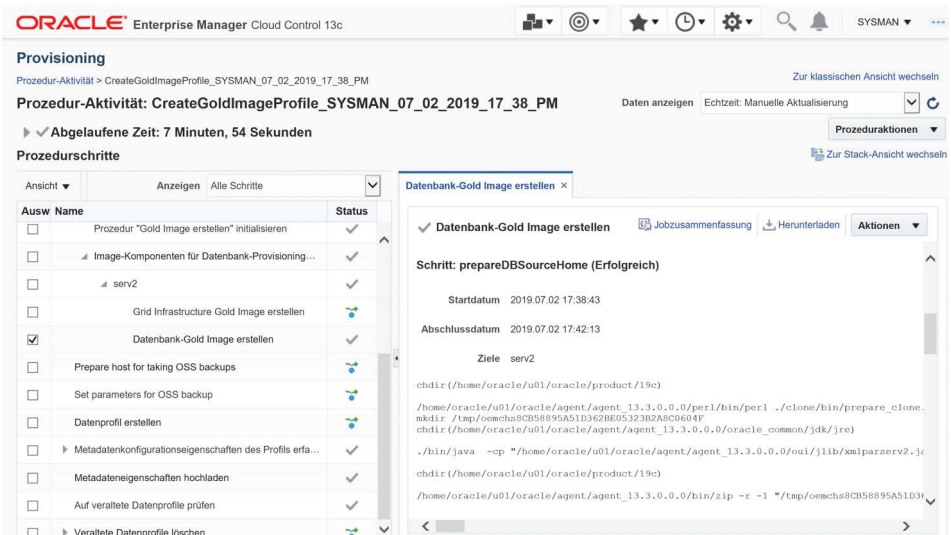 ORACLE® Enterprise Manager Cloud Control 13c
SYSMAN
Provisioning
Prozedur-Aktivität > CreateGoldImageProfile_SYSMAN_07_02_2019_17_38_PM
Zur klassischen Ansicht wechseln
Prozedur-Aktivität: CreateGoldImageProfile_SYSMAN_07_02_2019_17_38_PM
Daten anzeigen Echtzeit: Manuelle Aktualisierung
Abgelaufene Zeit: 7 Minuten, 54 Sekunden
Prozeduraktionen
Prozedurschritte
Zur Stack-Ansicht wechseln
Ansicht Anzeigen Alle Schritte
Ausw Name Status
Prozedur "Gold Image erstellen" initialisieren
Image-Komponenten für Datenbank-Provisioning...
serv2
Grid Infrastructure Gold Image erstellen
Datenbank-Gold Image erstellen
Prepare host for taking OSS backups
Set parameters for OSS backup
Datenprofil erstellen
Metadatenkonfigurationseigenschaften des Profils erfa...
Metadateneigenschaften hochladen
Auf veraltete Datenprofile prüfen
Veraltete Datenprofile löschen
Datenbank-Gold Image erstellen ×
Datenbank-Gold Image erstellen
Jobzusammenfassung
Herunterladen
Aktionen
Schritt: prepareDBSourceHome (Erfolgreich)
Startdatum 2019.07.02 17:38:43
Abschlussdatum 2019.07.02 17:42:13
Ziele serv2
chdir(/home/oracle/u01/oracle/product/19c)
/home/oracle/u01/oracle/agent/agent_13.3.0.0.0/perl/bin/perl ./clone/bin/prepare_clone.
mkdir /tmp/oemchs8CB58895A51D362BE05323B2A8C0604F
chdir(/home/oracle/u01/oracle/agent/agent_13.3.0.0.0/oracle_common/jdk/jre)
./bin/java -cp "/home/oracle/u01/oracle/agent/agent_13.3.0.0.0/oui/jlib/xmlparserv2.ja
chdir(/home/oracle/u01/oracle/product/19c)
/home/oracle/u01/oracle/agent/agent_13.3.0.0.0/bin/zip -r -1 "/tmp/oemchs8CB58895A51D36